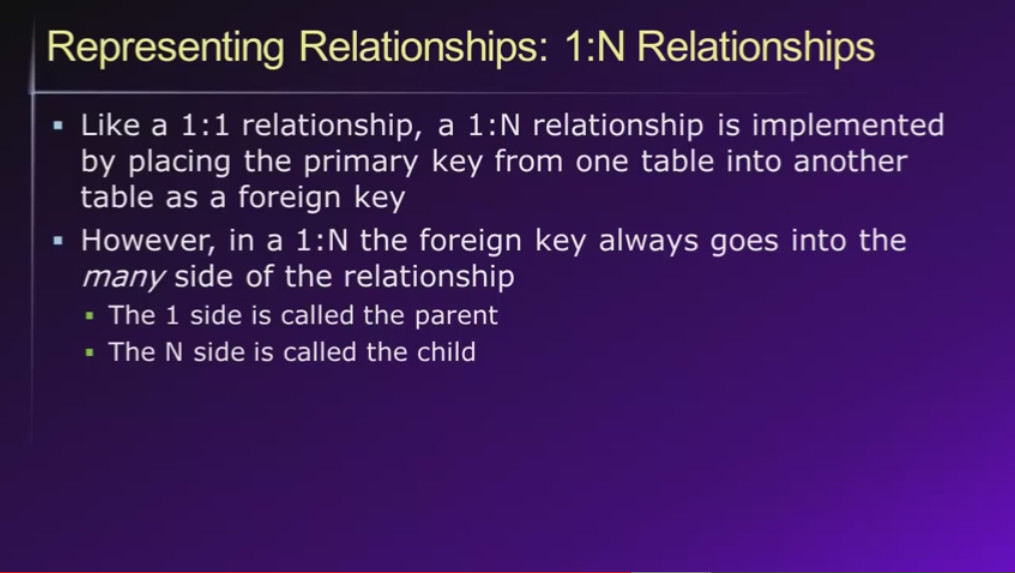 Representing Relationships: 1:N Relationships
▪ Like a 1:1 relationship, a 1:N relationship is implemented
by placing the primary key from one table into another
table as a foreign key
▪ However, in a 1:N the foreign key always goes into the
many side of the relationship
▪ The 1 side is called the parent
▪ The N side is called the child